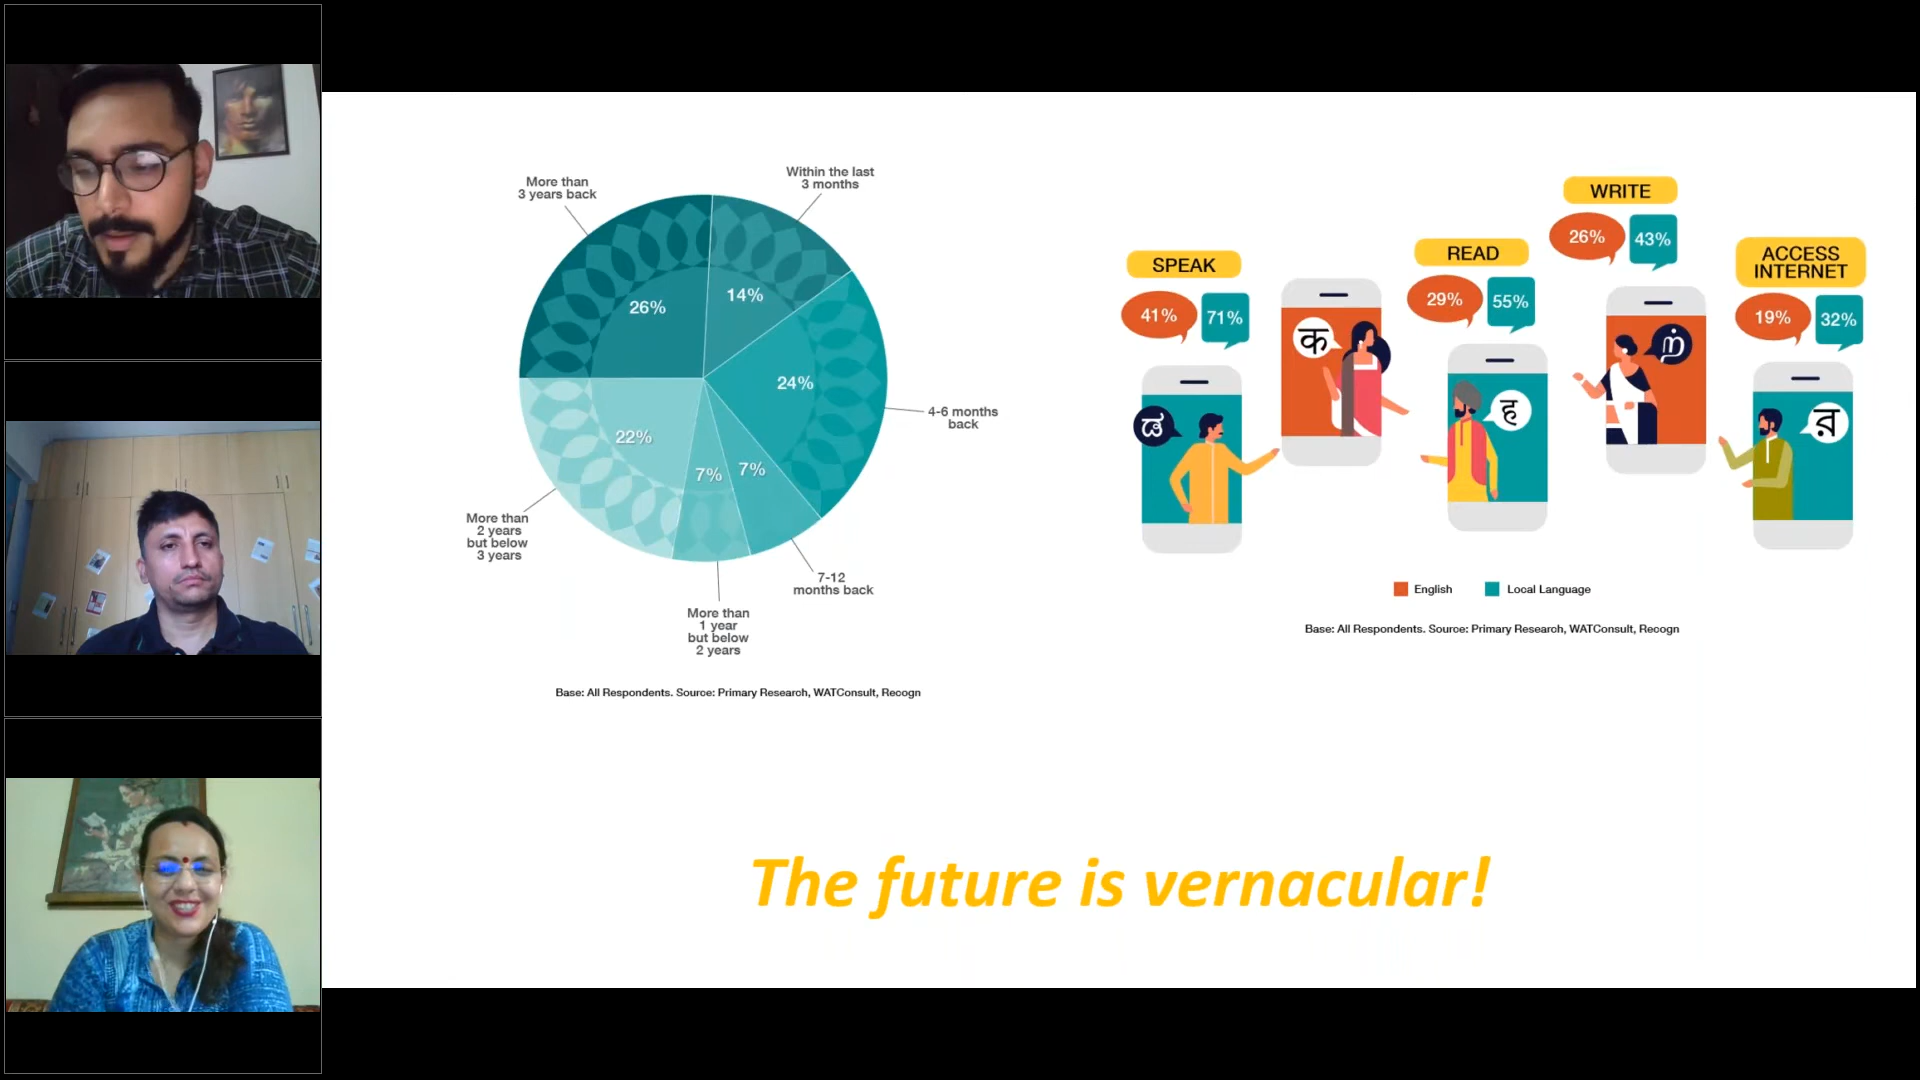 More than
3 years back
Within the last
3 months
26%
14%
24%
4-6 months
back
22%
7%
7%
More than
2 years
but below
3 years
7-12
months back
More than
1 year
but below
2 years
Base: All Respondents. Source: Primary Research, WATConsult, Recogn
SPEAK
41%
71%
READ
29%
55%
WRITE
26%
43%
ACCESS
INTERNET
19%
32%
क
ह
र
English
Local Language
Base: All Respondents. Source: Primary Research, WATConsult, Recogn
The future is vernacular!